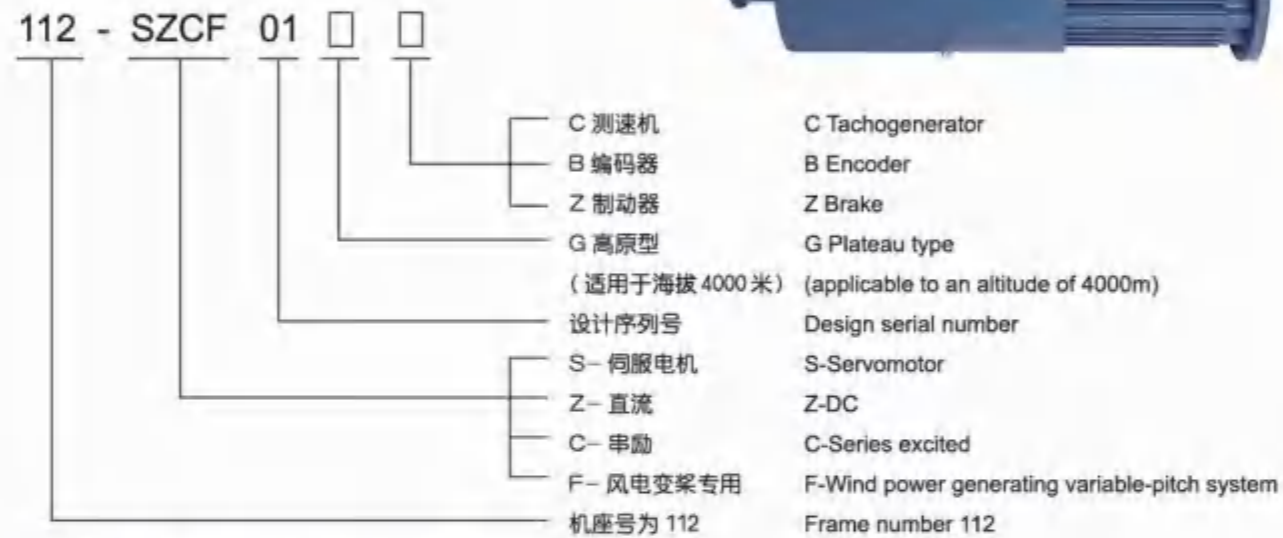 112 - SZCF 01 □ □
C 测速机 C Tachogenerator
B 编码器 B Encoder
Z 制动器 Z Brake
G 高原型 G Plateau type
（适用于海拔 4000 米） (applicable to an altitude of 4000m)
设计序列号 Design serial number
S– 伺服电机 S-Servomotor
Z– 直流 Z-DC
C– 串励 C-Series excited
F– 风电变桨专用 F-Wind power generating variable-pitch system
机座号为 112 Frame number 112